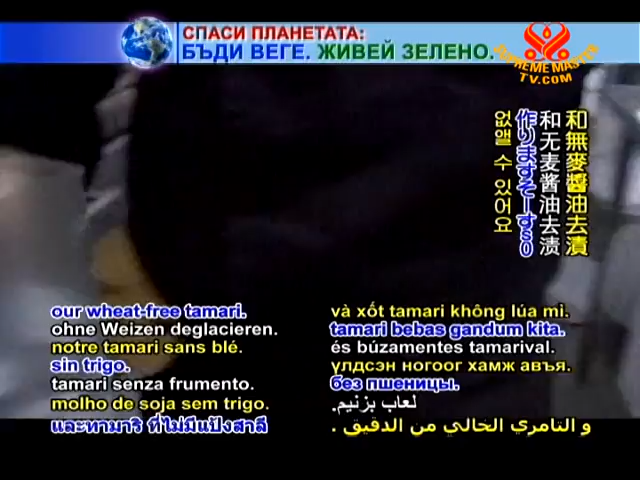 СПАСИ ПЛАНЕТАТА:
БЪДИ ВЕГЕ. ЖИВЕЙ ЗЕЛЕНО.
SUPREME MASTER
TV.COM
和無麥醬油去漬
和无麦酱油去渍
作りますそーすso
없앨 수 있어요
our wheat-free tamari.
ohne Weizen deglacieren.
notre tamari sans blé.
sin trigo.
tamari senza frumento.
molho de soja sem trigo.
และทามาริ ที่ไม่มีแป้งสาลี
và xốt tamari không lúa mì.
tamari bebas gandum kita.
és búzamentes tamarival.
үлдсэн ногоог хамж авъя.
без пшеницы.
لعاب بزنیم.
و التامري الخالي من الدقيق .